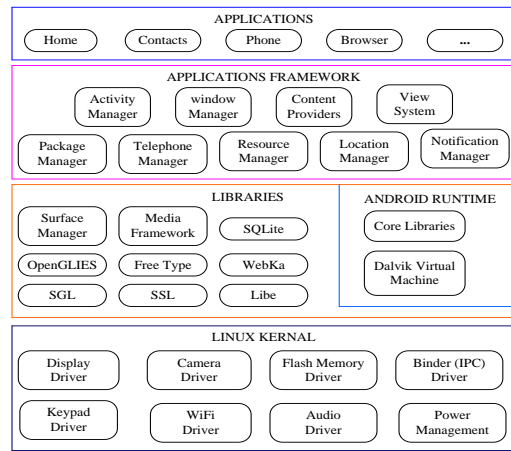 APPLICATIONS
Home Contacts Phone Browser ...
APPLICATIONS FRAMEWORK
Activity Manager
window Manager
Content Providers
View System
Package Manager
Telephone Manager
Resource Manager
Location Manager
Notification Manager
LIBRARIES
Surface Manager
Media Framework
SQLite
OpenGLIES
Free Type
WebKa
SGL
SSL
Libe
ANDROID RUNTIME
Core Libraries
Dalvik Virtual Machine
LINUX KERNAL
Display Driver
Camera Driver
Flash Memory Driver
Binder (IPC) Driver
Keypad Driver
WiFi Driver
Audio Driver
Power Management